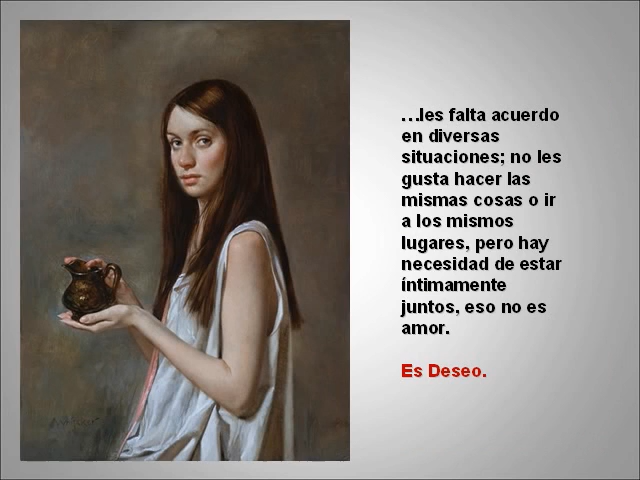 …les falta acuerdo
en diversas
situaciones; no les
gusta hacer las
mismas cosas o ir
a los mismos
lugares, pero hay
necesidad de estar
íntimamente
juntos, eso no es
amor.
Es Deseo.